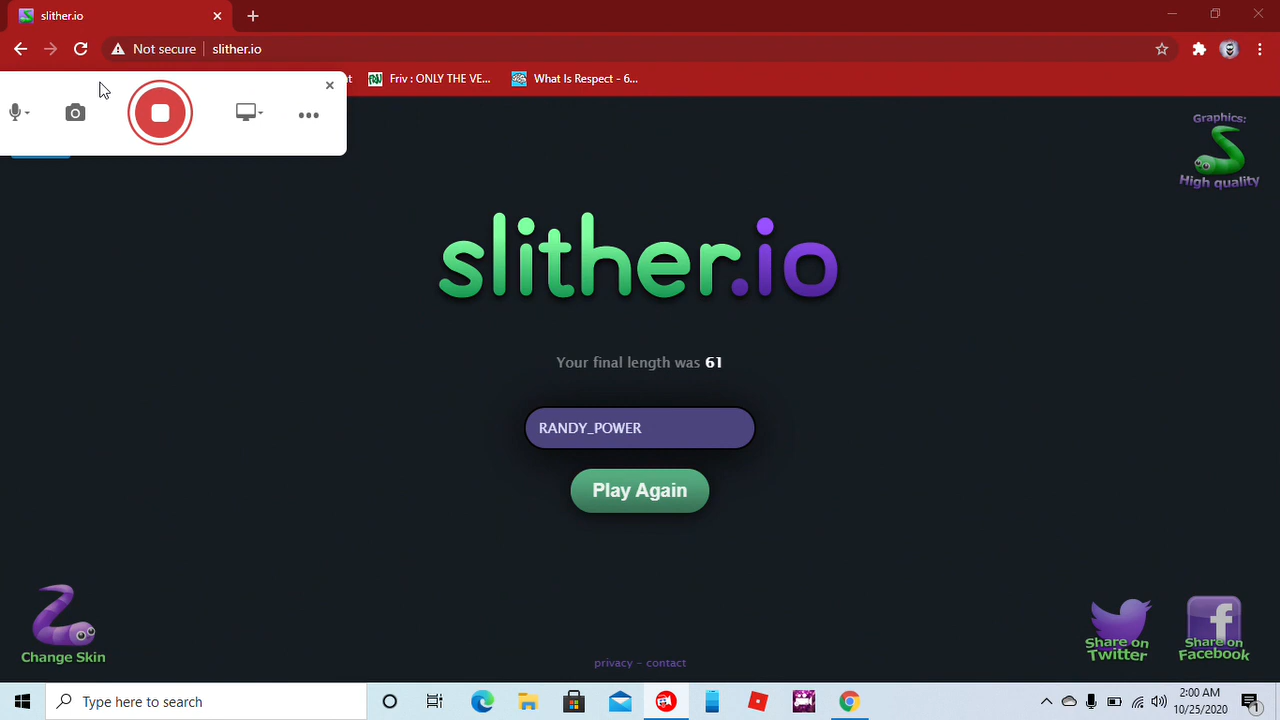 slither.io
Not secure
slither.io
t
Friv : ONLY THE VE...
What Is Respect - 6...
Graphics:
High quality
slither.io
Your final length was 61
RANDY_POWER
Play Again
Change Skin
Share on
Twitter
Share on
Facebook
privacy - contact
Type here to search
2:00 AM
10/25/2020
1